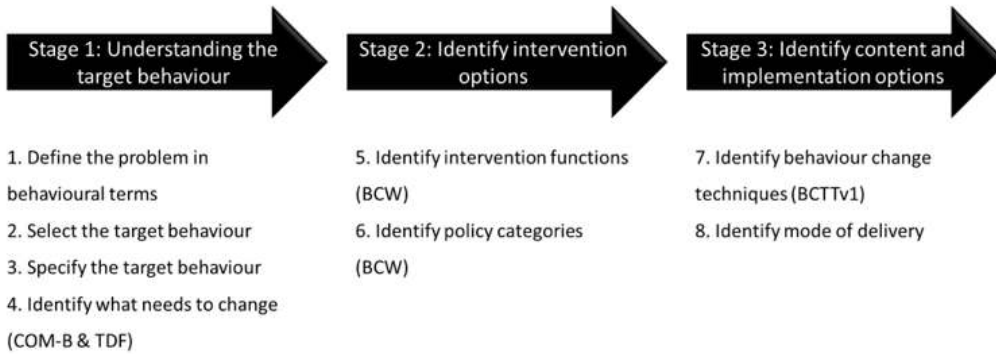 Stage 1: Understanding the
target behaviour
Stage 2: Identify intervention
options
Stage 3: Identify content and
implementation options
1. Define the problem in
behavioural terms
2. Select the target behaviour
3. Specify the target behaviour
4. Identify what needs to change
(COM-B & TDF)
5. Identify intervention functions
(BCW)
6. Identify policy categories
(BCW)
7. Identify behaviour change
techniques (BCTTv1)
8. Identify mode of delivery